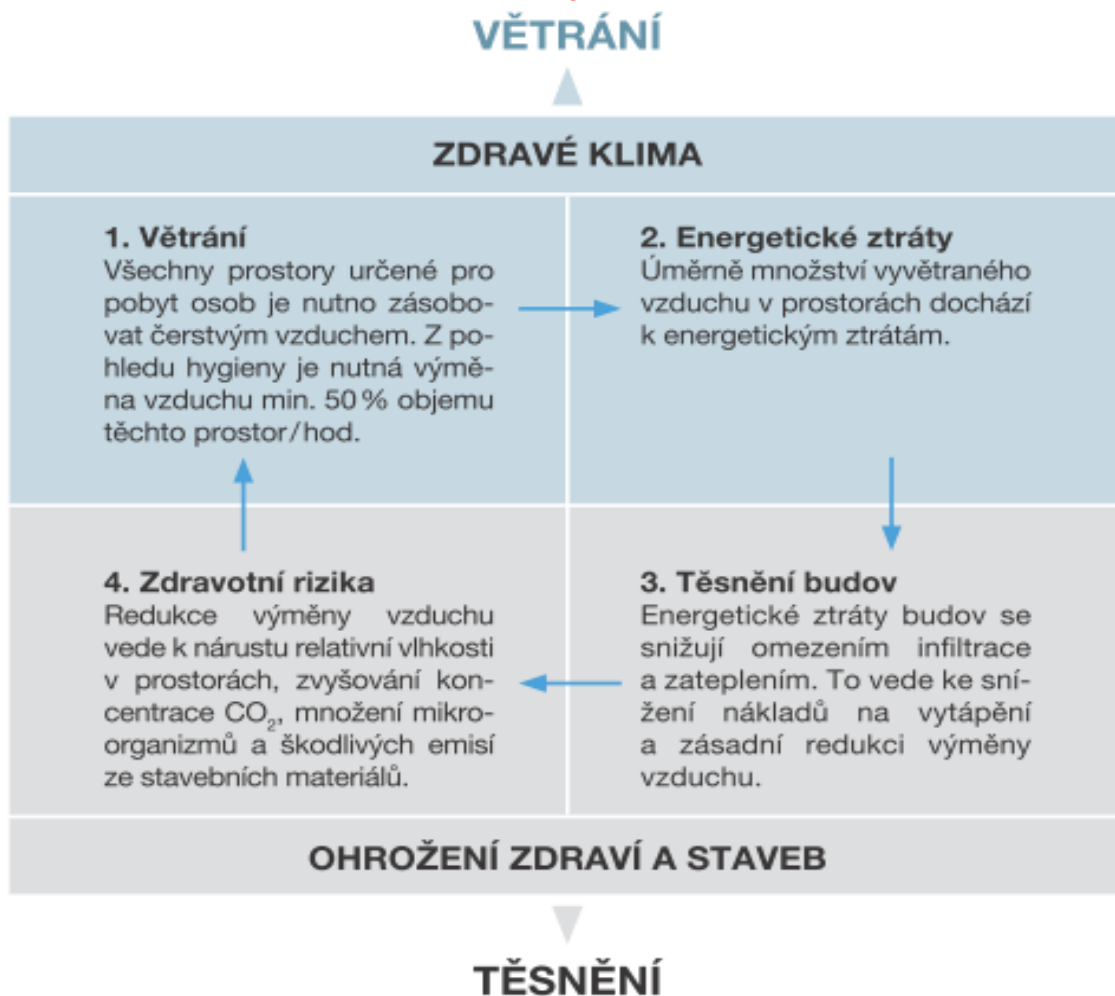 VĚTRÁNÍ
ZDRAVÉ KLIMA
1. Větrání
Všechny prostory určené pro
pobyt osob je nutno zásobo-
vat čerstvým vzduchem. Z po-
hledu hygieny je nutná výmě-
na vzduchu min. 50 % objemu
těchto prostor/hod.
2. Energetické ztráty
Úměrně množství vyvětraného
vzduchu v prostorách dochází
k energetickým ztrátám.
4. Zdravotní rizika
Redukce výměny vzduchu
vede k nárustu relativní vlhkosti
v prostorách, zvyšování kon-
centrace CO₂, množení mikro-
organizmů a škodlivých emisí
ze stavebních materiálů.
3. Těsnění budov
Energetické ztráty budov se
snižují omezením infiltrace
a zateplením. To vede ke sní-
žení nákladů na vytápění
a zásadní redukci výměny
vzduchu.
OHROŽENÍ ZDRAVÍ A STAVEB
TĚSNĚNÍ